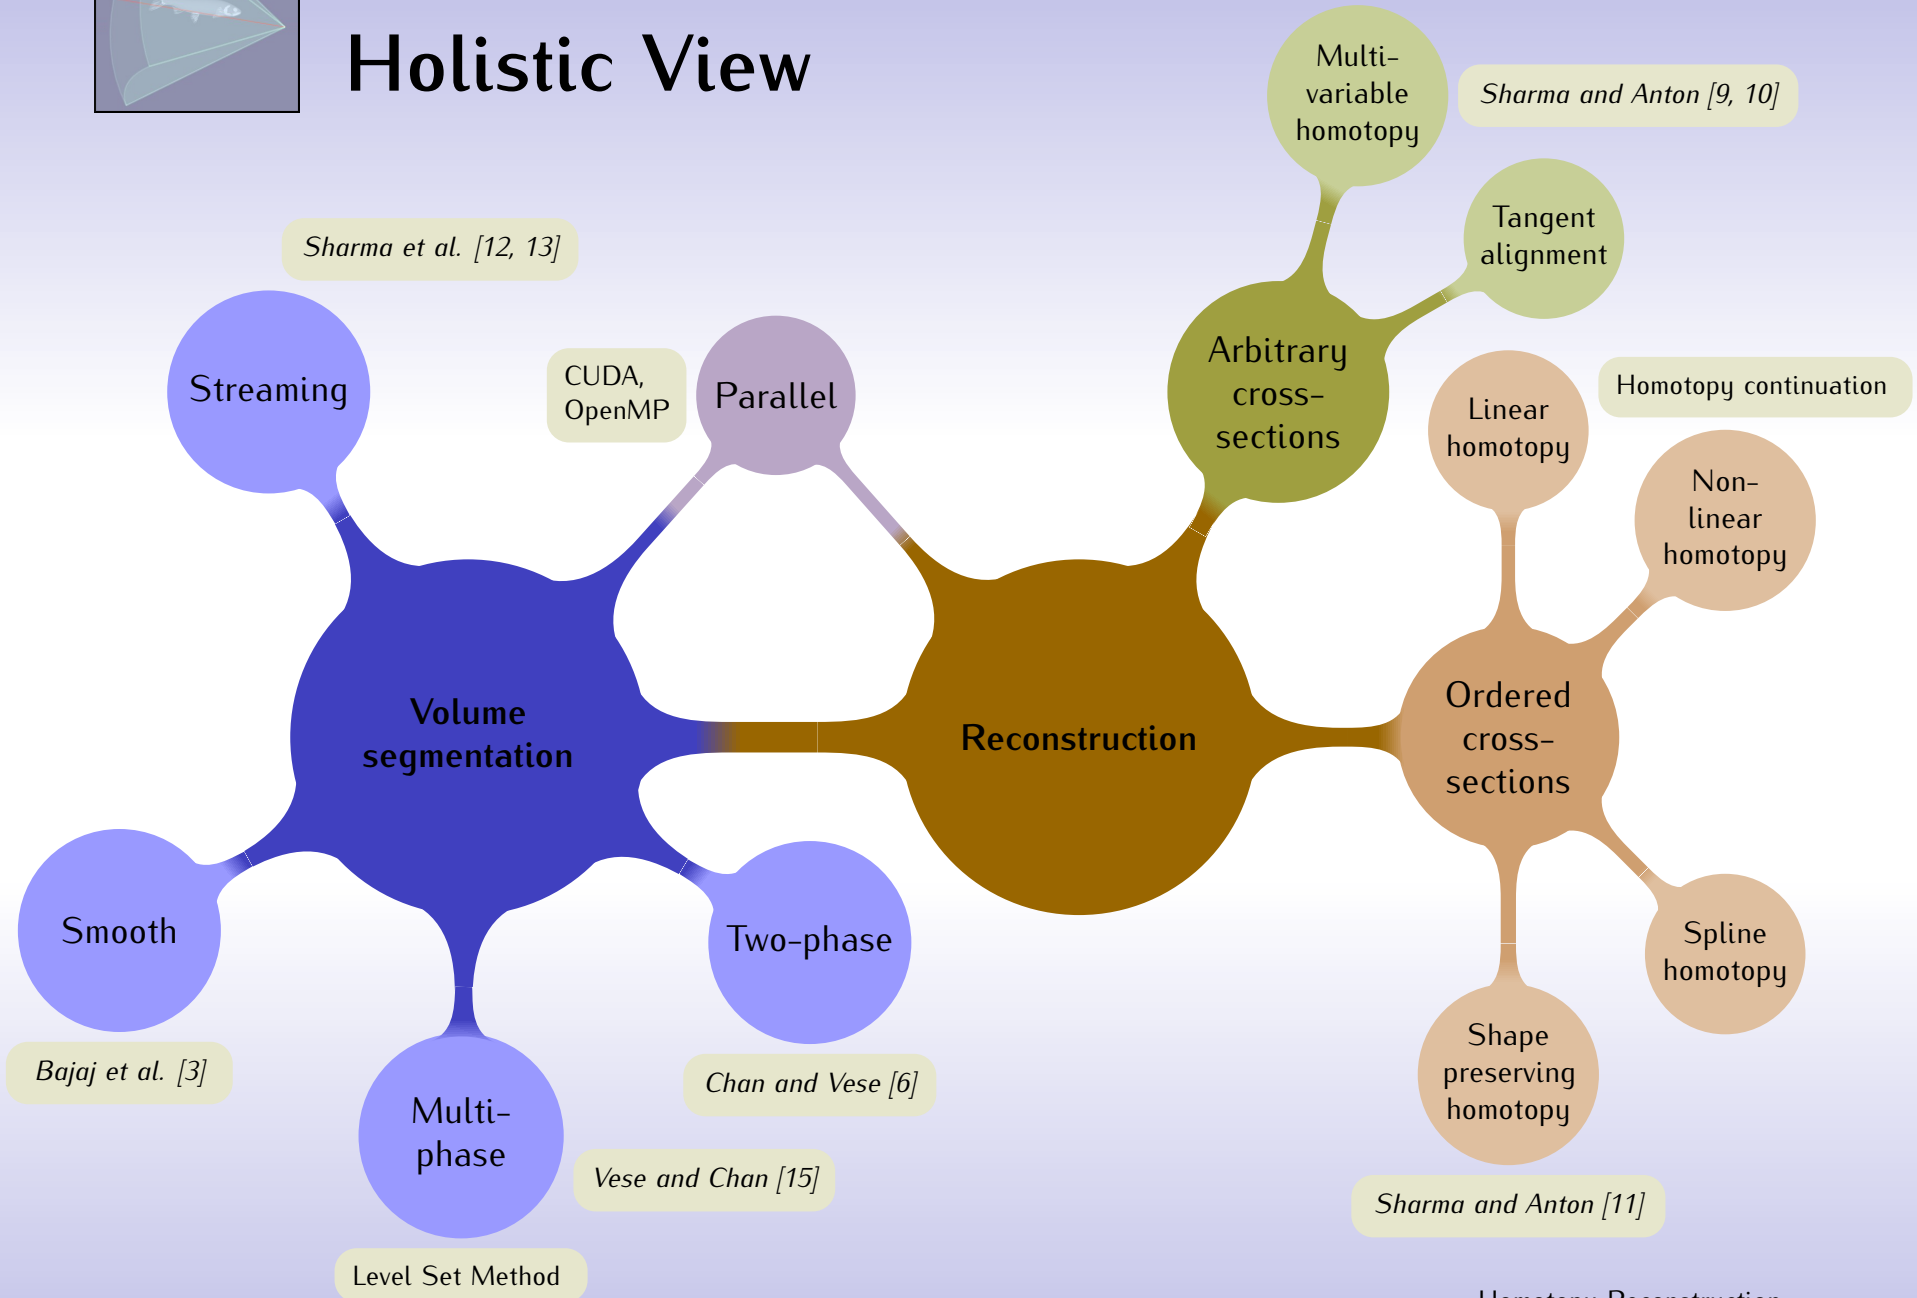 Holistic View
Multi-
variable
homotopy
Sharma and Anton [9, 10]
Tangent
alignment
Sharma et al. [12, 13]
Streaming
CUDA,
OpenMP
Parallel
Arbitrary
cross-
sections
Linear
homotopy
Homotopy continuation
Non-
linear
homotopy
Volume
segmentation
Reconstruction
Ordered
cross-
sections
Smooth
Two-phase
Spline
homotopy
Bajaj et al. [3]
Chan and Vese [6]
Multi-
phase
Vese and Chan [15]
Shape
preserving
homotopy
Sharma and Anton [11]
Level Set Method
Homotopy Reconstruction